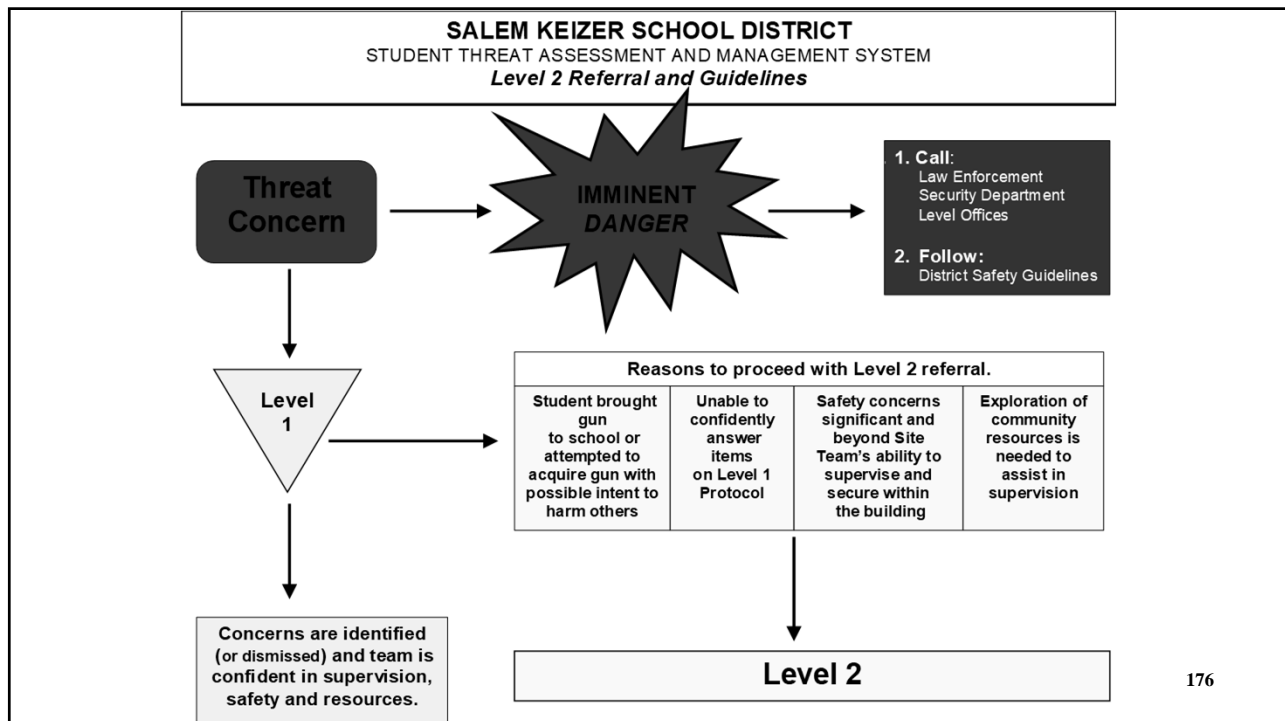 SALEM KEIZER SCHOOL DISTRICT
STUDENT THREAT ASSESSMENT AND MANAGEMENT SYSTEM
Level 2 Referral and Guidelines
Threat
Concern
IMMINENT
DANGER
1. Call:
Law Enforcement
Security Department
Level Offices
2. Follow:
District Safety Guidelines
Level
1
Reasons to proceed with Level 2 referral.
Student brought
gun
to school or
attempted to
acquire gun with
possible intent to
harm others
Unable to
confidently
answer
items
on Level 1
Protocol
Safety concerns
significant and
beyond Site
Team's ability to
supervise and
secure within
the building
Exploration of
community
resources is
needed to
assist in
supervision
Concerns are identified
(or dismissed) and team is
confident in supervision,
safety and resources.
Level 2
176